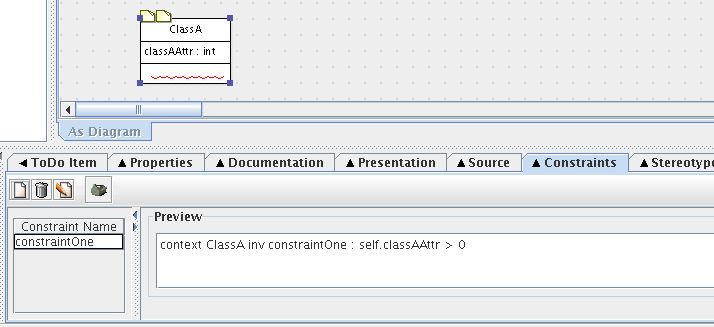 ClassA
classAAttr : int
As Diagram
ToDo Item
Properties
Documentation
Presentation
Source
Constraints
Stereotype
Constraint Name
constraintOne
Preview
context ClassA inv constraintOne : self.classAAttr > 0